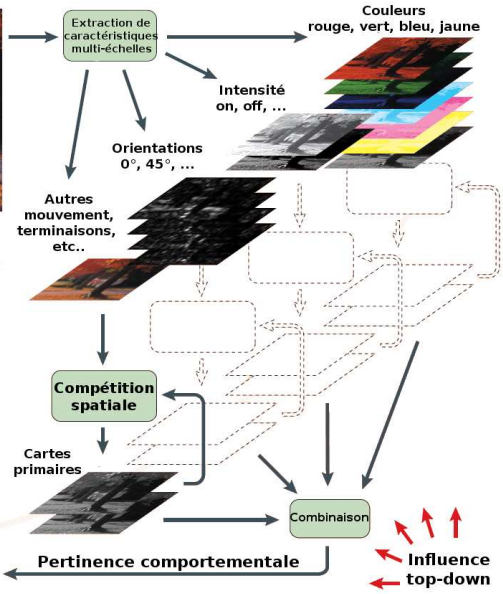 Extraction de
caractéristiques
multi-échelles
Couleurs
rouge, vert, bleu, jaune
Intensité
on, off, ...
Orientations
0°, 45°, ...
Autres
mouvement,
terminaisons,
etc..
Compétition
spatiale
Cartes
primaires
Combinaison
Pertinence comportementale
Influence
top-down